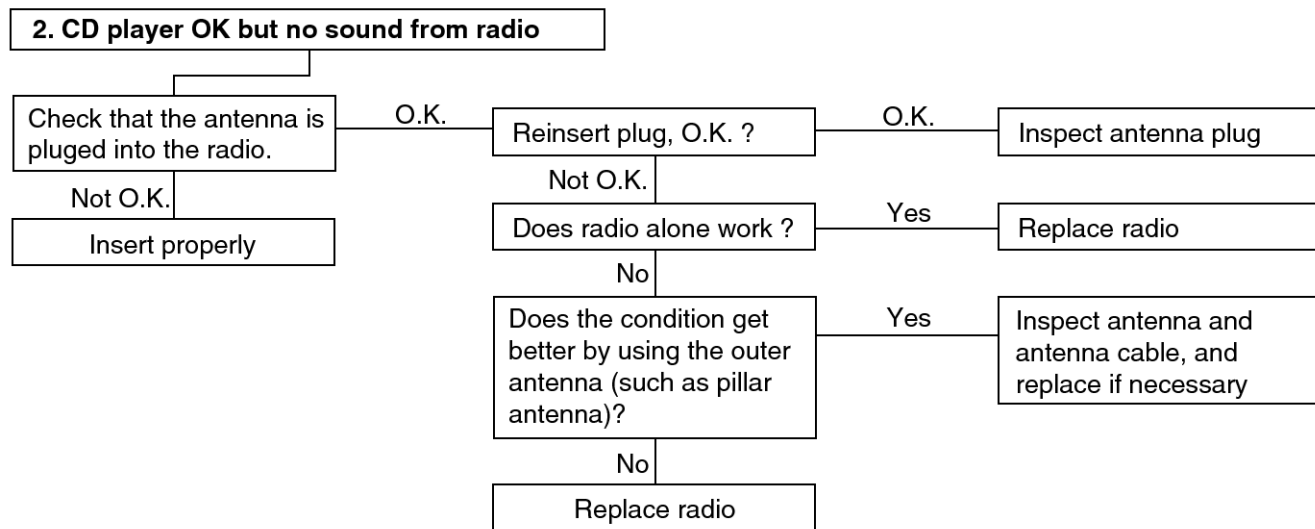 2. CD player OK but no sound from radio
Check that the antenna is
pluged into the radio.
O.K.
Reinsert plug, O.K. ?
O.K.
Inspect antenna plug
Not O.K.
Insert properly
Not O.K.
Does radio alone work ?
Yes
Replace radio
No
Does the condition get
better by using the outer
antenna (such as pillar
antenna)?
Yes
Inspect antenna and
antenna cable, and
replace if necessary
No
Replace radio